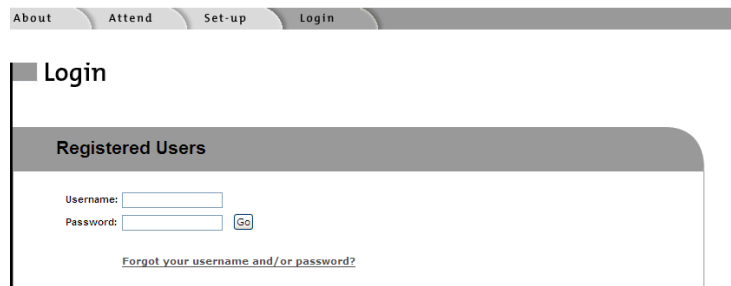 About Attend Set-up Login
Login
Registered Users
Username:
Password: Go
Forgot your username and/or password?